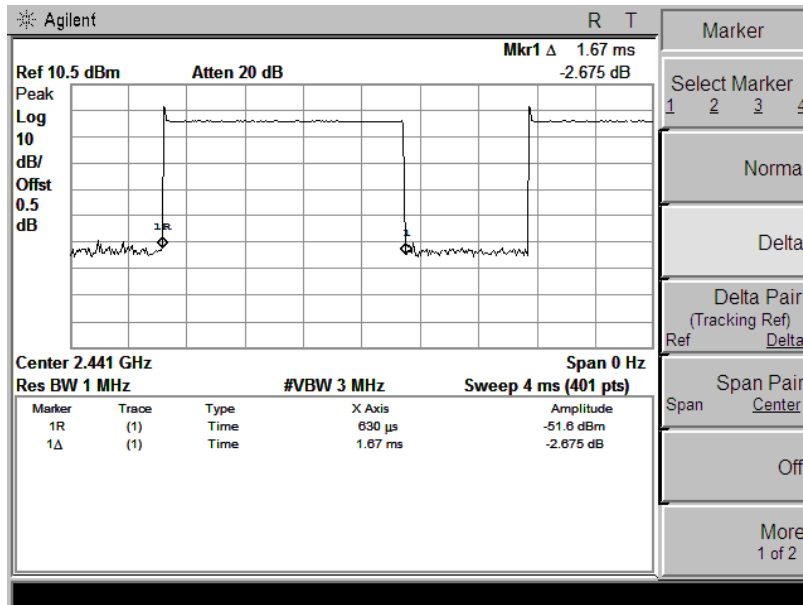 Agilent R T
Mkr1 Δ 1.67 ms
Ref 10.5 dBm Atten 20 dB -2.675 dB
Peak
Log
10
dB/
Offst
0.5
dB
1R
1
Center 2.441 GHz Span 0 Hz
Res BW 1 MHz #VBW 3 MHz Sweep 4 ms (401 pts)
Marker Trace Type X Axis Amplitude
1R (1) Time 630 µs -51.6 dBm
1Δ (1) Time 1.67 ms -2.675 dB
Marker
Select Marker
1 2 3 4
Norma
Delta
Delta Pair
(Tracking Ref)
Ref Delta
Span Pair
Span Center
Off
More
1 of 2